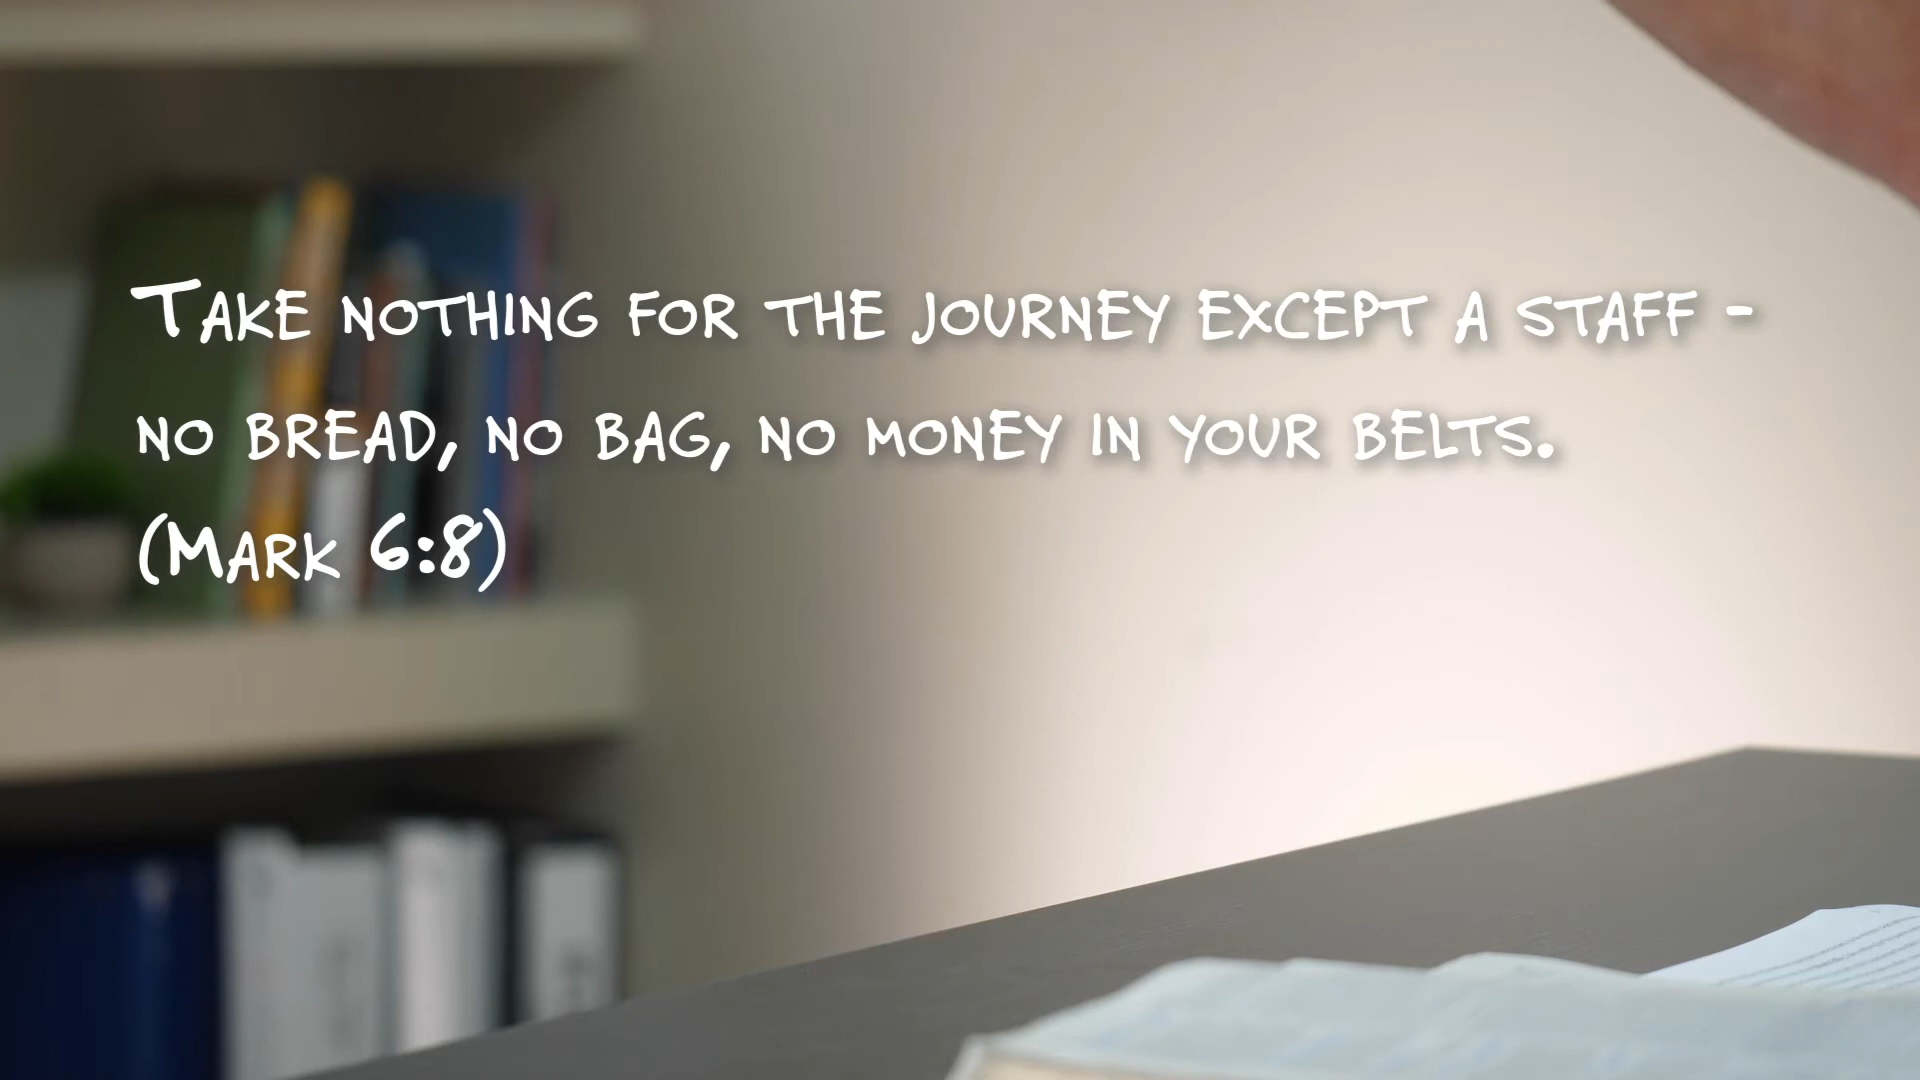 Take nothing for the journey except a staff -
no bread, no bag, no money in your belts.
(Mark 6:8)